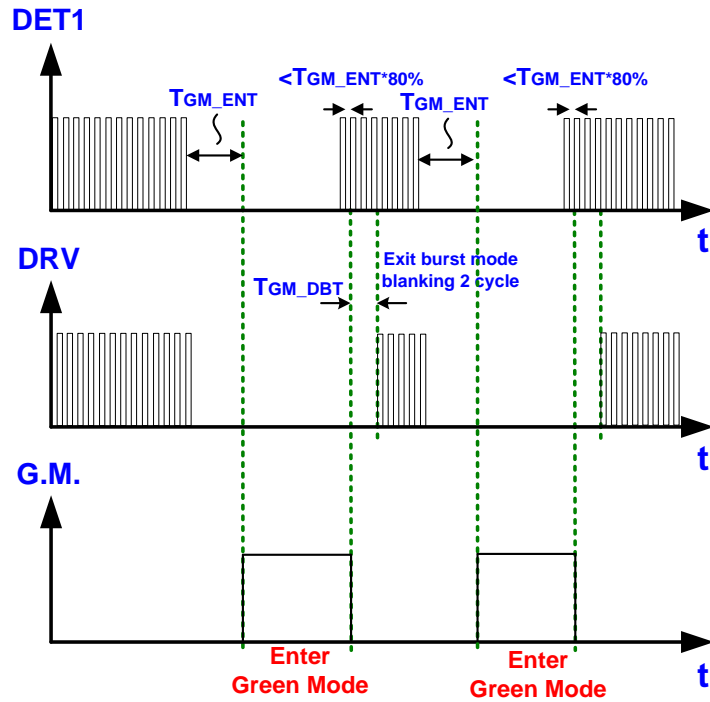 DET1
<TGM_ENT*80%
<TGM_ENT*80%
TGM_ENT
TGM_ENT
t
DRV
Exit burst mode
blanking 2 cycle
TGM_DBT
t
G.M.
Enter
Green Mode
Enter
Green Mode
t